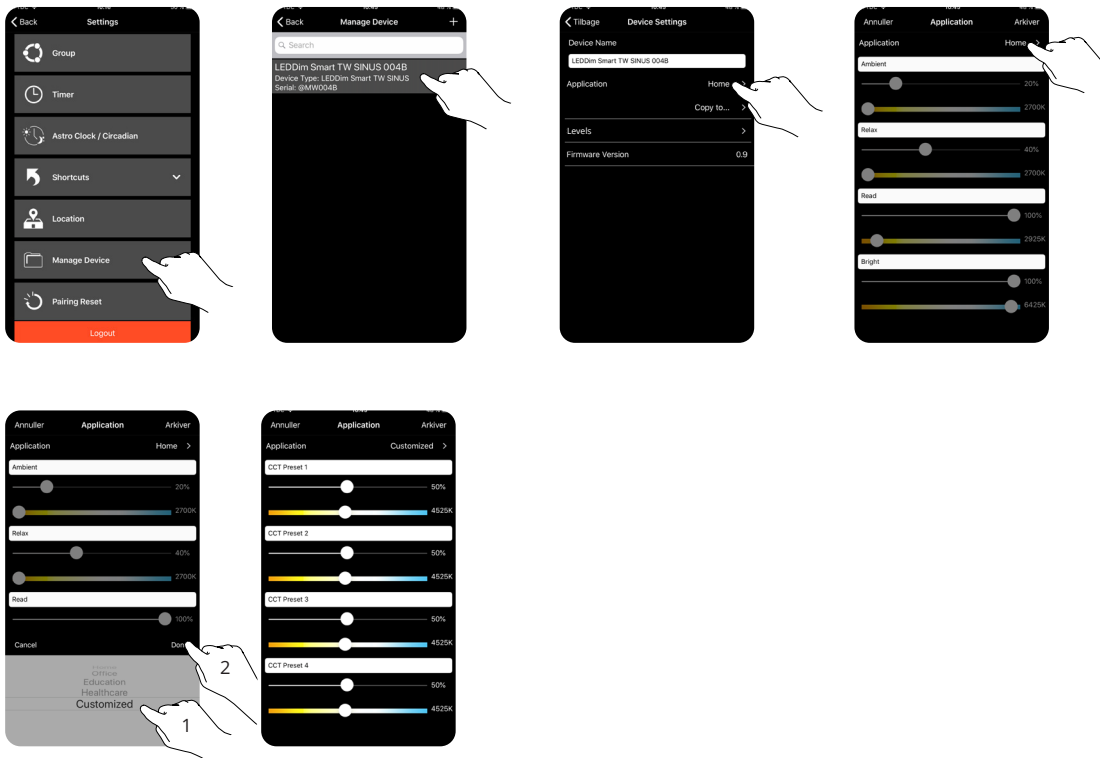 Back Settings
Group
Timer
Astro Clock / Circadian
Shortcuts
Location
Manage Device
Pairing Reset
Logout
Back Manage Device +
Search
LEDDim Smart TW SINUS 004B
Device Type: LEDDim Smart TW SINUS
Serial: @MW004B
Tilbage Device Settings
Device Name
LEDDim Smart TW SINUS 004B
Application Home
Copy to... >
Levels >
Firmware Version 0.9
Annuller Application Arkiver
Application Home >
Ambient
20%
2700K
Relax
40%
2700K
Read
100%
2925K
Bright
100%
6425K
Annuller Application Arkiver
Application Home >
Ambient
20%
2700K
Relax
40%
2700K
Read
100%
Cancel
Office
Education
Healthcare
Customized
2
1
Annuller Application Arkiver
Application Customized >
CCT Preset 1
50%
4525K
CCT Preset 2
50%
4525K
CCT Preset 3
50%
4525K
CCT Preset 4
50%
4525K